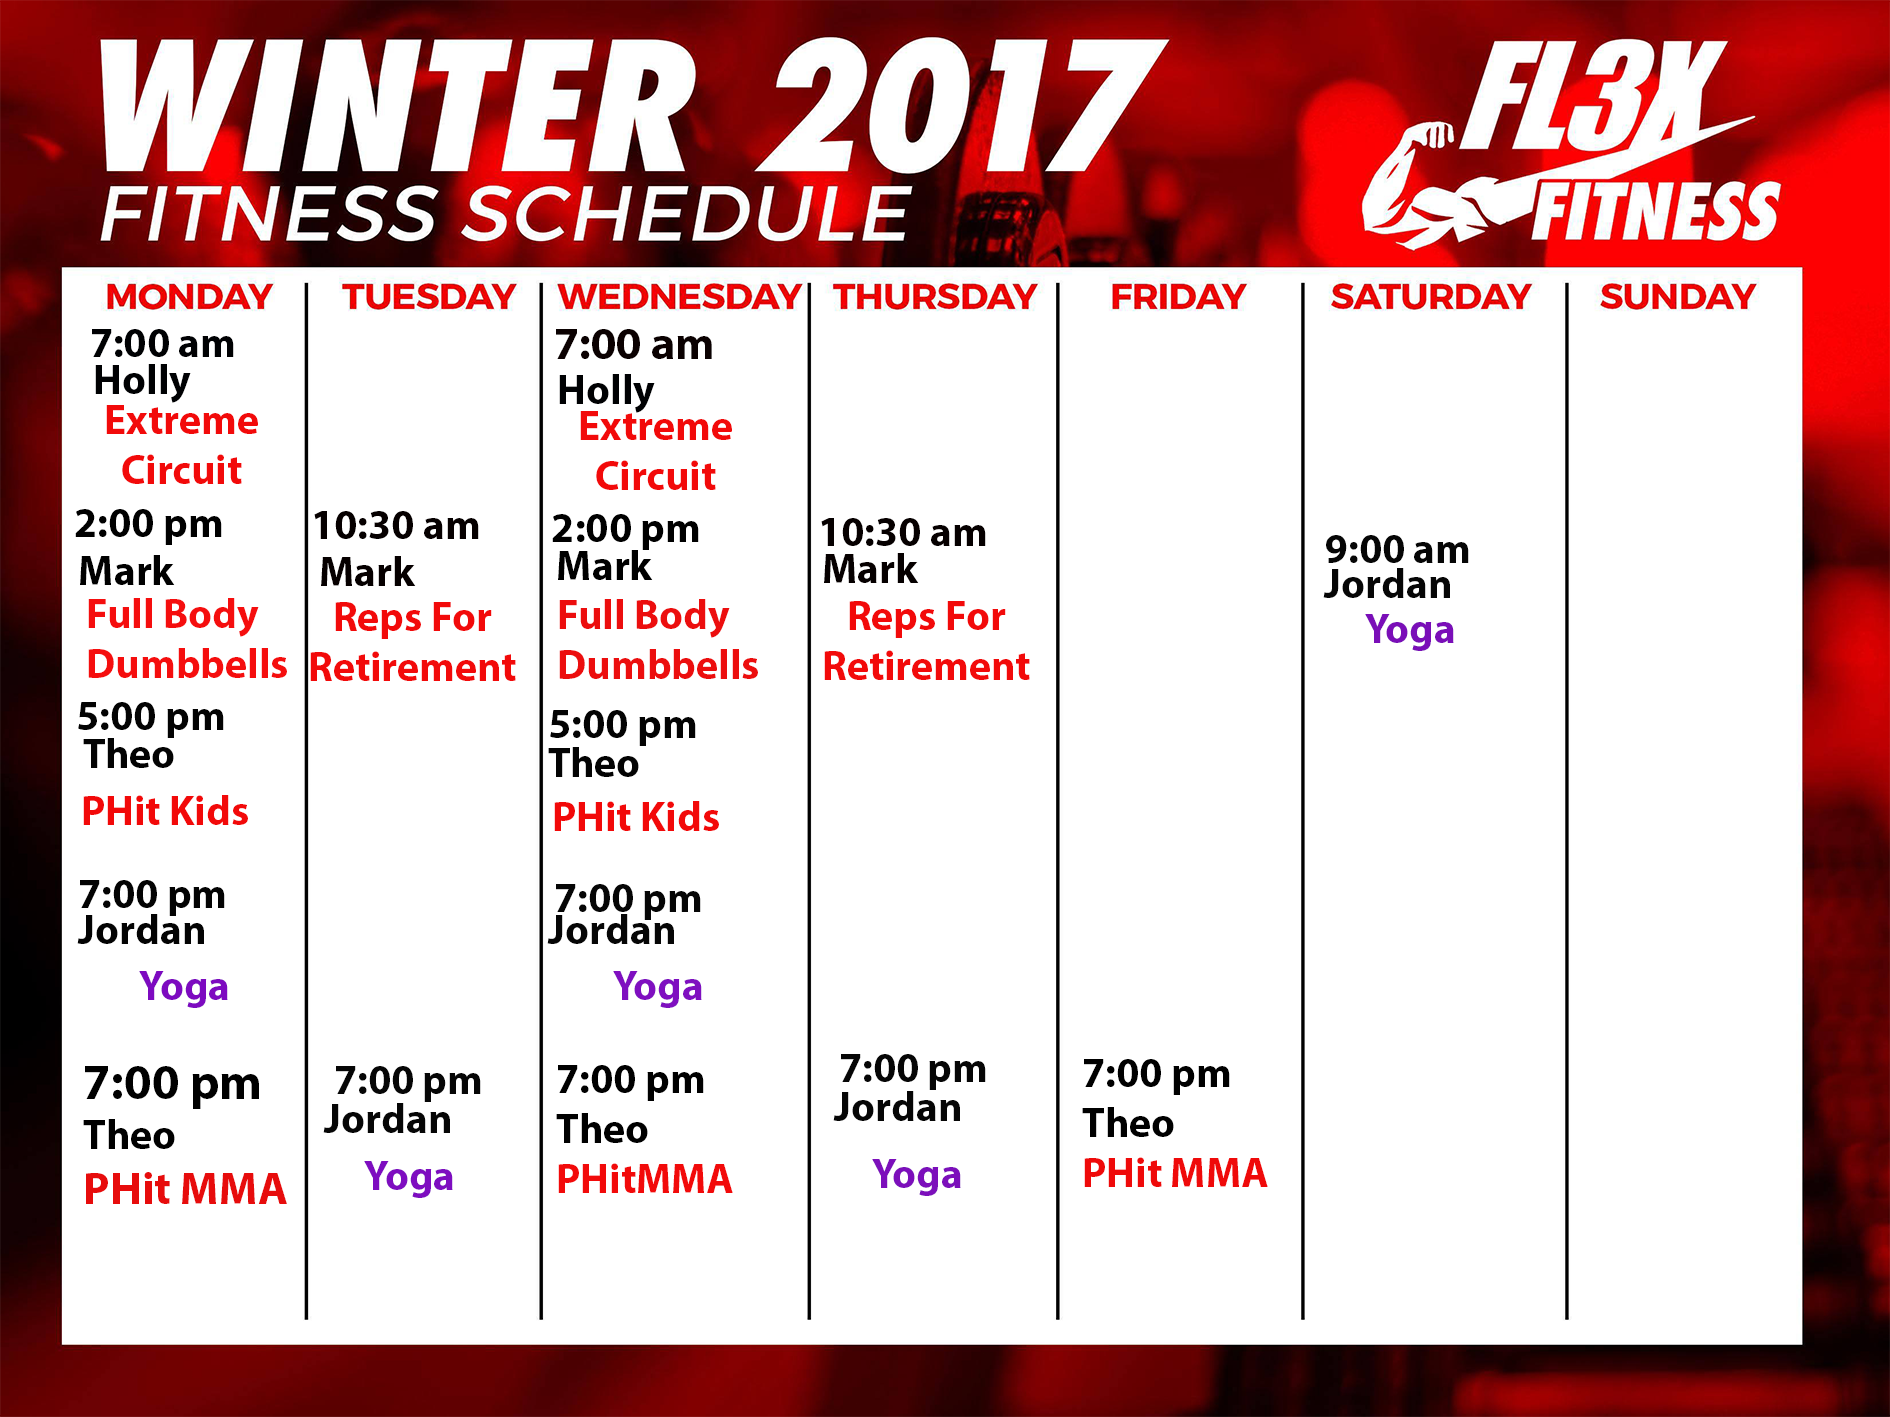 WINTER 2017
FITNESS SCHEDULE
FL3X
FITNESS
MONDAY
7:00 am
Holly
Extreme
Circuit
2:00 pm
Mark
Full Body
Dumbbells
5:00 pm
Theo
PHit Kids
7:00 pm
Jordan
Yoga
7:00 pm
Theo
PHit MMA
TUESDAY
10:30 am
Mark
Reps For
Retirement
7:00 pm
Jordan
Yoga
WEDNESDAY
7:00 am
Holly
Extreme
Circuit
2:00 pm
Mark
Full Body
Dumbbells
5:00 pm
Theo
PHit Kids
7:00 pm
Jordan
Yoga
7:00 pm
Theo
PHitMMA
THURSDAY
10:30 am
Mark
Reps For
Retirement
7:00 pm
Jordan
Yoga
FRIDAY
7:00 pm
Theo
PHit MMA
SATURDAY
9:00 am
Jordan
Yoga
SUNDAY